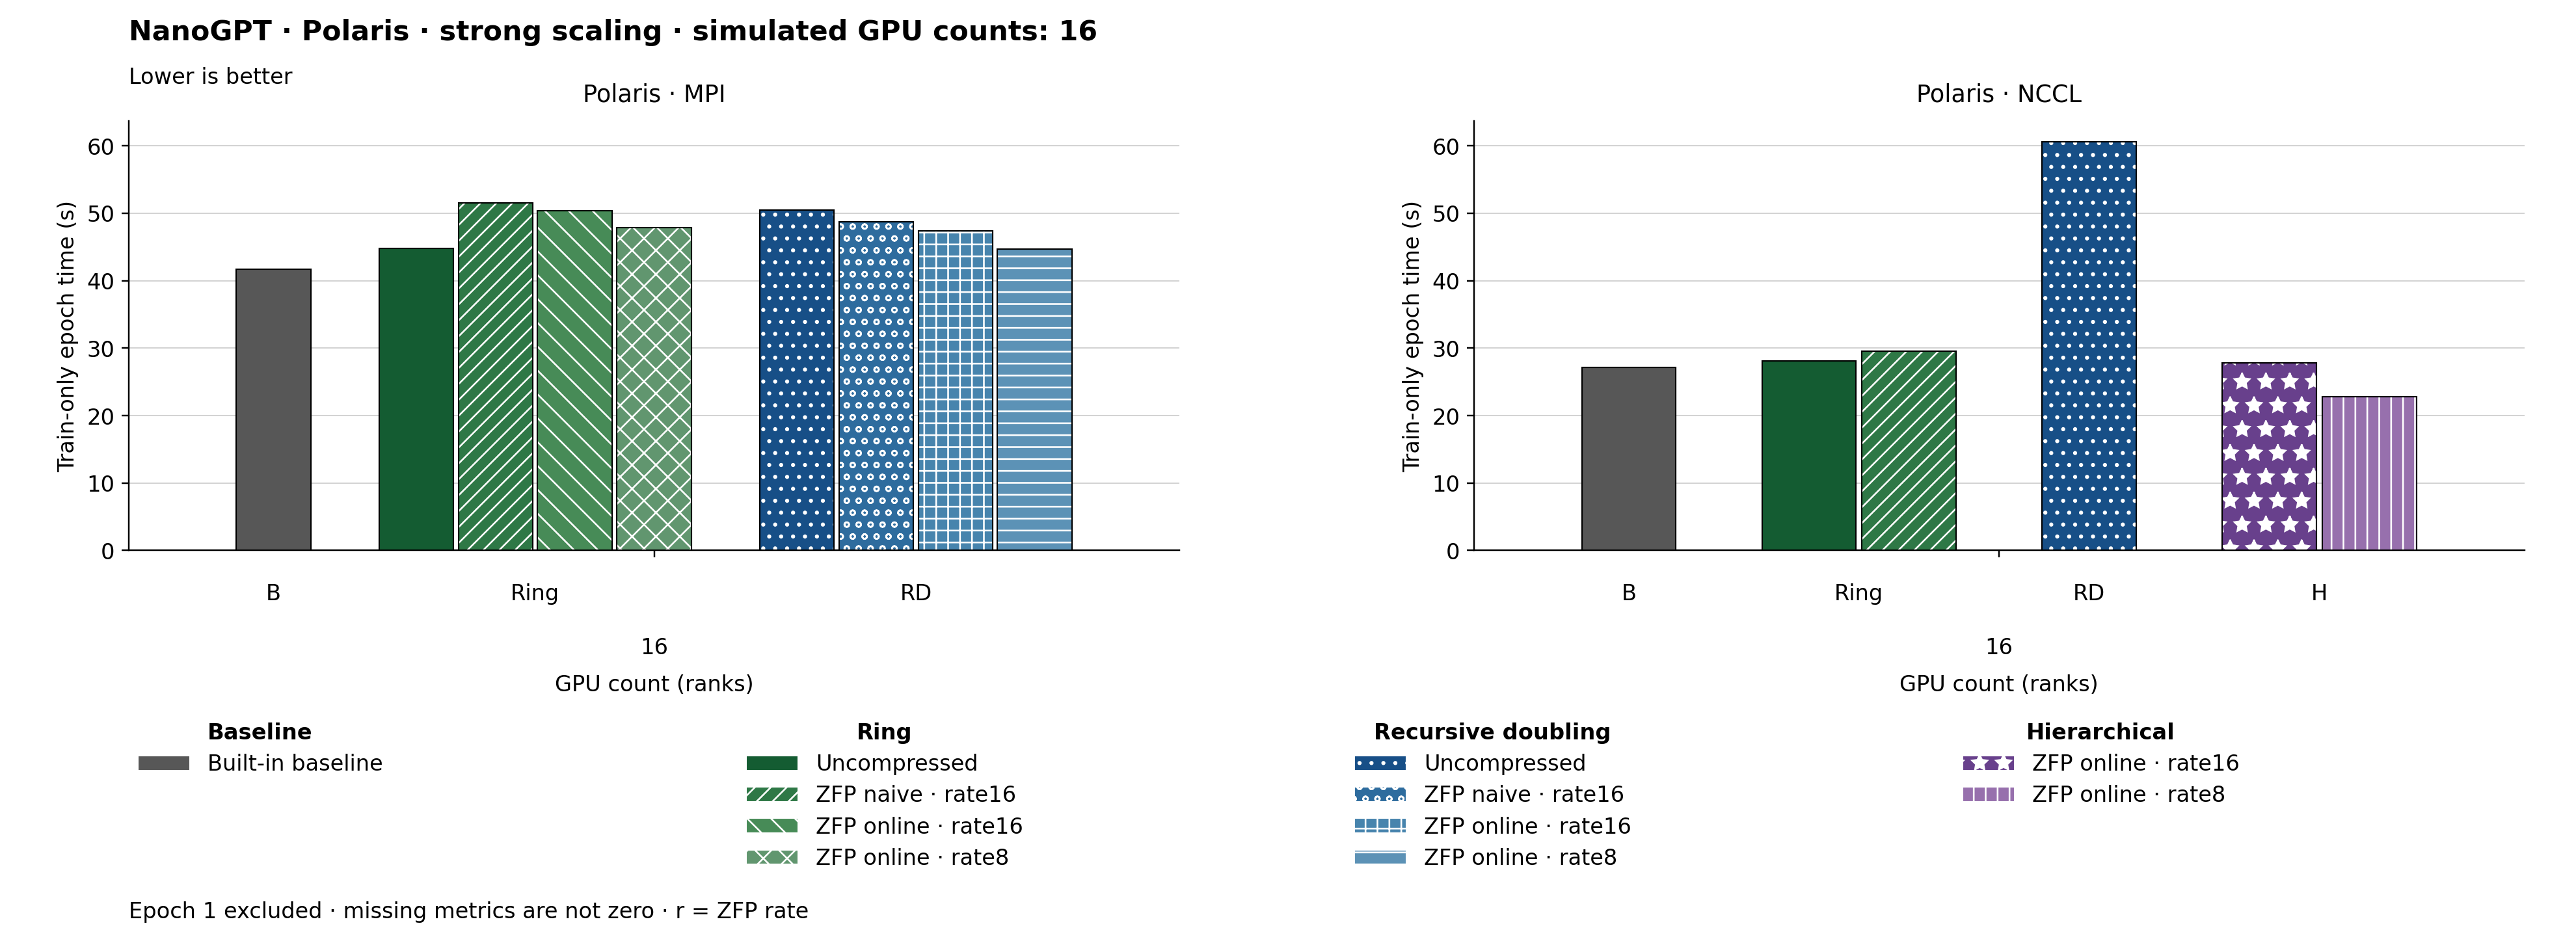 NanoGPT · Polaris · strong scaling · simulated GPU counts: 16
Lower is better
Polaris · MPI
Train-only epoch time (s)
60
50
40
30
20
10
0
B Ring RD
16
GPU count (ranks)
Polaris · NCCL
Train-only epoch time (s)
60
50
40
30
20
10
0
B Ring RD H
16
GPU count (ranks)
Baseline
Built-in baseline
Ring
Uncompressed
ZFP naive · rate16
ZFP online · rate16
ZFP online · rate8
Recursive doubling
Uncompressed
ZFP naive · rate16
ZFP online · rate16
ZFP online · rate8
Hierarchical
ZFP online · rate16
ZFP online · rate8
Epoch 1 excluded · missing metrics are not zero · r = ZFP rate